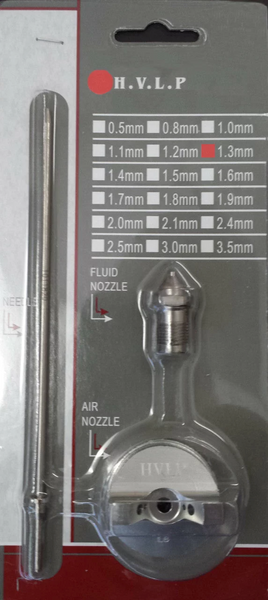 H.V.L.P
0.5mm 0.8mm 1.0mm
1.1mm 1.2mm 1.3mm
1.4mm 1.5mm 1.6mm
1.7mm 1.8mm 1.9mm
2.0mm 2.1mm 2.4mm
2.5mm 3.0mm 3.5mm
FLUID
NOZZLE
NEEDLE
AIR
NOZZLE
HVLP